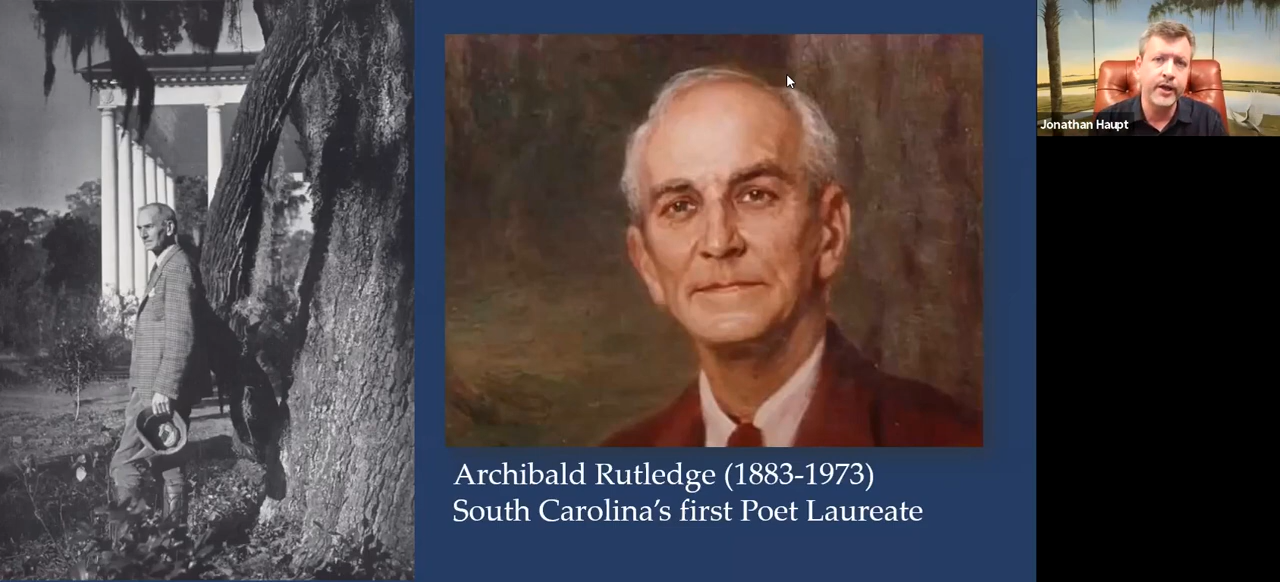 Jonathan Haupt
Archibald Rutledge (1883-1973)
South Carolina’s first Poet Laureate